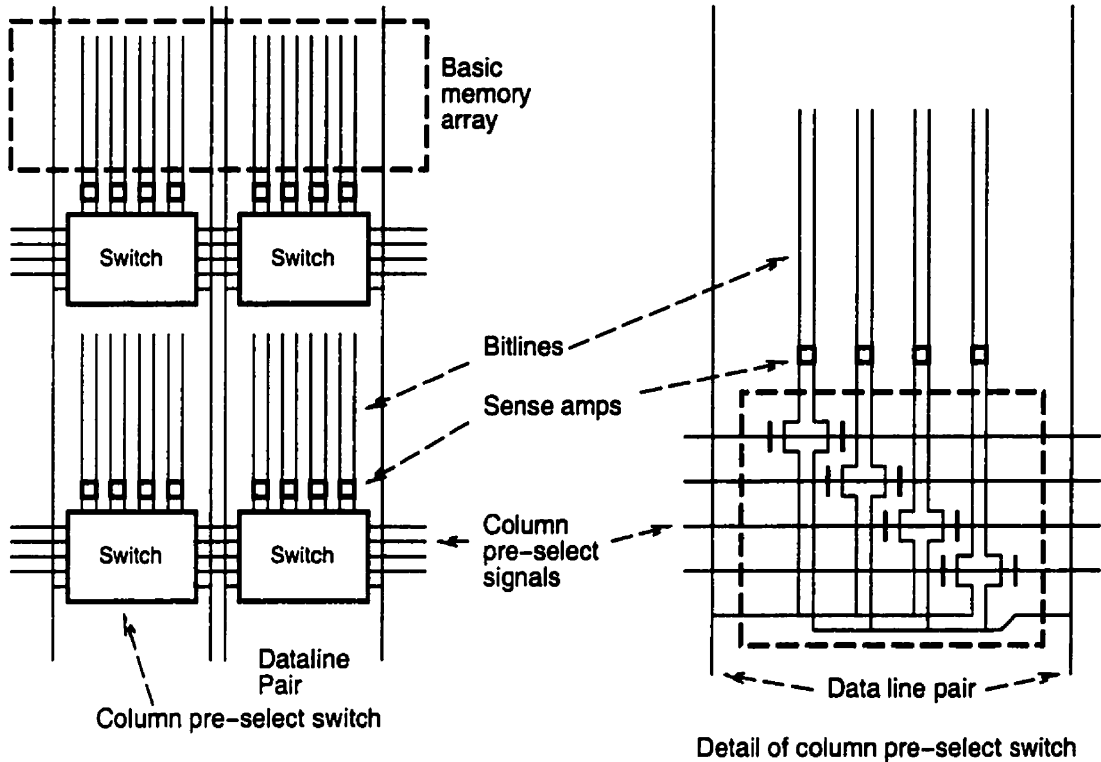 Basic
memory
array
Switch
Switch
Bitlines
Sense amps
Switch
Switch
Column
pre-select
signals
Dataline
Pair
Column pre-select switch
Data line pair
Detail of column pre-select switch